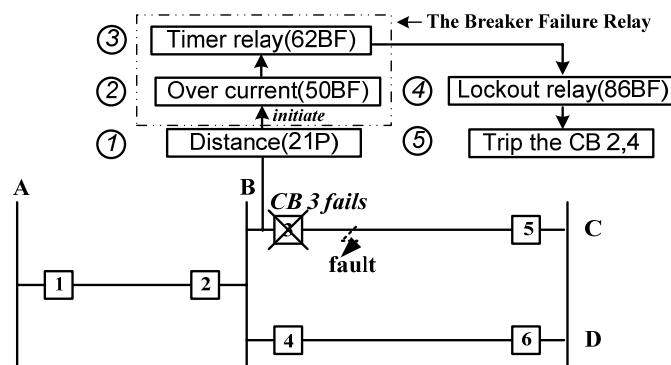 The Breaker Failure Relay
3 Timer relay(62BF)
2 Over current(50BF)
4 Lockout relay(86BF)
initiate
1 Distance(21P)
5 Trip the CB 2,4
A
B
CB 3 fails
3
5
C
fault
1
2
4
6
D